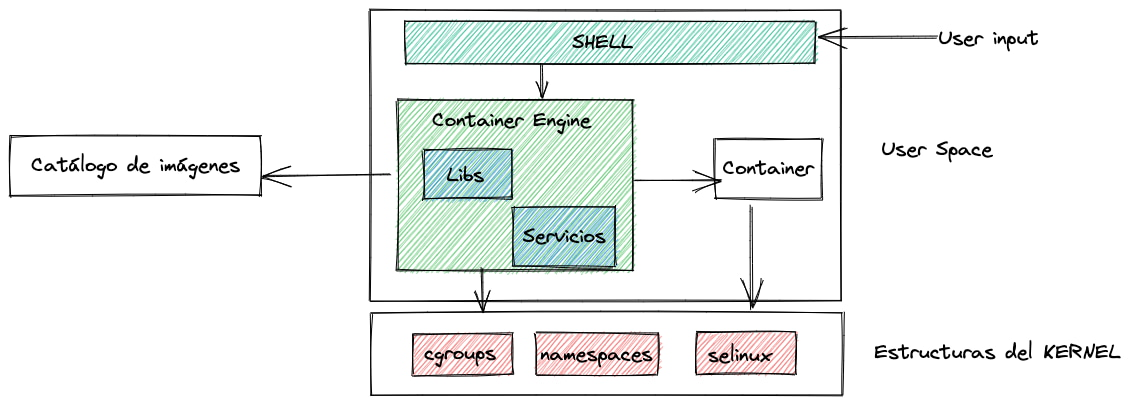 SHELL
User input
Container Engine
Catálogo de imágenes
Libs
Container
User Space
Servicios
cgroups
namespaces
selinux
Estructuras del KERNEL